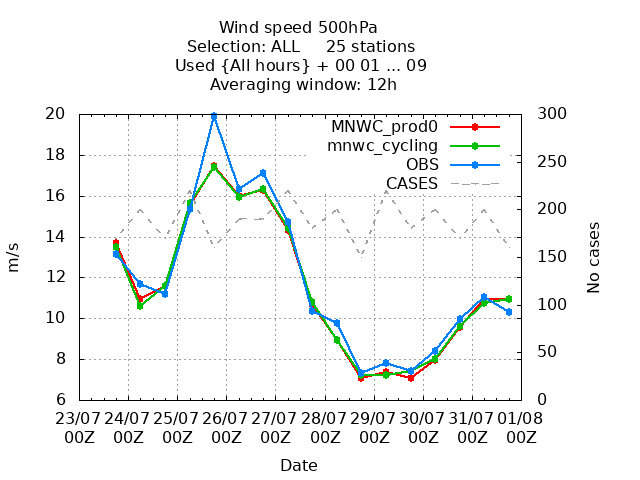 Wind speed 500hPa
Selection: ALL 25 stations
Used {All hours} + 00 01 ... 09
Averaging window: 12h
MNWC_prod0
mnwc_cycling
OBS
CASES
20
18
16
14
12
10
8
6
m/s
300
250
200
150
100
50
0
No cases
23/07 24/07 25/07 26/07 27/07 28/07 29/07 30/07 31/07 01/08
00Z 00Z 00Z 00Z 00Z 00Z 00Z 00Z 00Z 00Z
Date